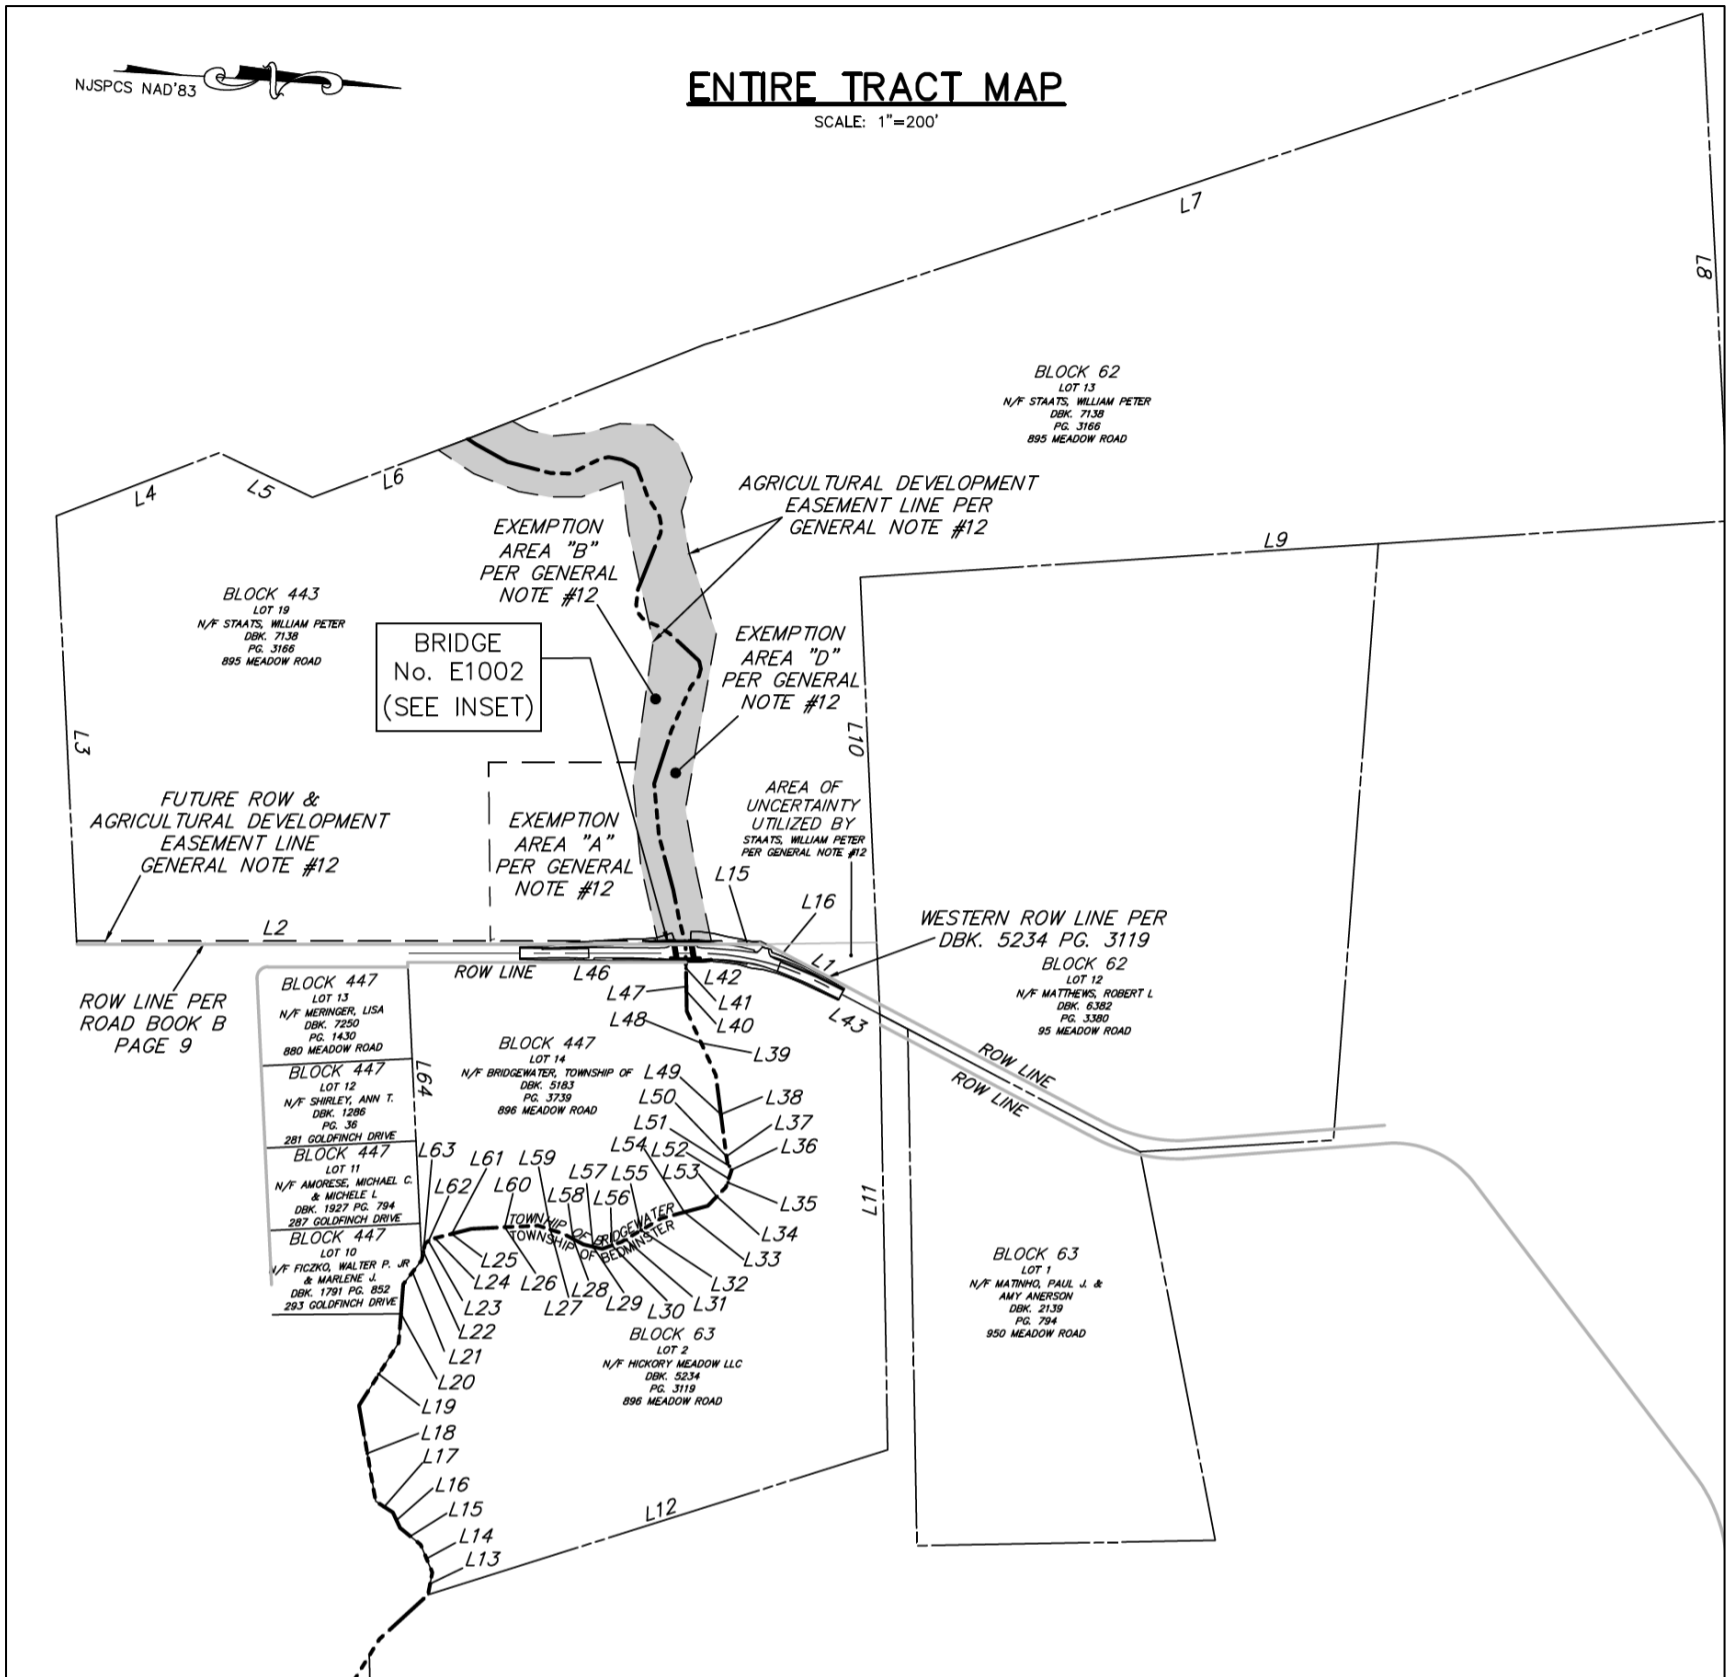 NJSPCS NAD'83
ENTIRE TRACT MAP
SCALE: 1"=200'
L7
L8
BLOCK 62
LOT 13
N/F STAATS, WILLIAM PETER
DBK. 7138
PG. 3166
895 MEADOW ROAD
L4
L5
L6
AGRICULTURAL DEVELOPMENT
EASEMENT LINE PER
GENERAL NOTE #12
EXEMPTION
AREA "B"
PER GENERAL
NOTE #12
L9
BLOCK 443
LOT 19
N/F STAATS, WILLIAM PETER
DBK. 7138
PG. 3166
895 MEADOW ROAD
BRIDGE
No. E1002
(SEE INSET)
EXEMPTION
AREA "D"
PER GENERAL
NOTE #12
L3
L10
FUTURE ROW &
AGRICULTURAL DEVELOPMENT
EASEMENT LINE
GENERAL NOTE #12
EXEMPTION
AREA "A"
PER GENERAL
NOTE #12
AREA OF
UNCERTAINTY
UTILIZED BY
STAATS, WILLIAM PETER
PER GENERAL NOTE #12
L15
L16
L2
WESTERN ROW LINE PER
DBK. 5234 PG. 3119
L1
ROW LINE
L46
L42
L47
L41
L40
L48
L43
L39
BLOCK 62
LOT 12
N/F MATTHEWS, ROBERT L
DBK. 6382
PG. 3380
95 MEADOW ROAD
ROW LINE PER
ROAD BOOK B
PAGE 9
BLOCK 447
LOT 13
N/F MERINGER, LISA
DBK. 7250
PG. 1430
880 MEADOW ROAD
BLOCK 447
LOT 12
N/F SHIRLEY, ANN T.
DBK. 1286
PG. 36
281 GOLDFINCH DRIVE
BLOCK 447
LOT 11
N/F AMORESE, MICHAEL C.
& MICHELE L
DBK. 1927 PG. 794
287 GOLDFINCH DRIVE
BLOCK 447
LOT 10
N/F FICZKO, WALTER P. JR
& MARLENE J.
DBK. 1791 PG. 852
293 GOLDFINCH DRIVE
L64
BLOCK 447
LOT 14
N/F BRIDGEWATER, TOWNSHIP OF
DBK. 5183
PG. 3739
896 MEADOW ROAD
ROW LINE
ROW LINE
L49
L50
L51
L52
L53
L54
L38
L37
L36
L35
L34
L33
L32
L63
L62
L61
L60
L59
L58
L57
L56
L55
TOWNSHIP OF BRIDGEWATER
TOWNSHIP OF BEDMINSTER
L11
L25
L24
L23
L22
L21
L20
L19
L18
L17
L16
L15
L14
L13
L26
L27
L28
L29
L30
L31
BLOCK 63
LOT 2
N/F HICKORY MEADOW LLC
DBK. 5234
PG. 3119
896 MEADOW ROAD
BLOCK 63
LOT 1
N/F MATINHO, PAUL J. &
AMY ANERSON
DBK. 2139
PG. 794
950 MEADOW ROAD
L12